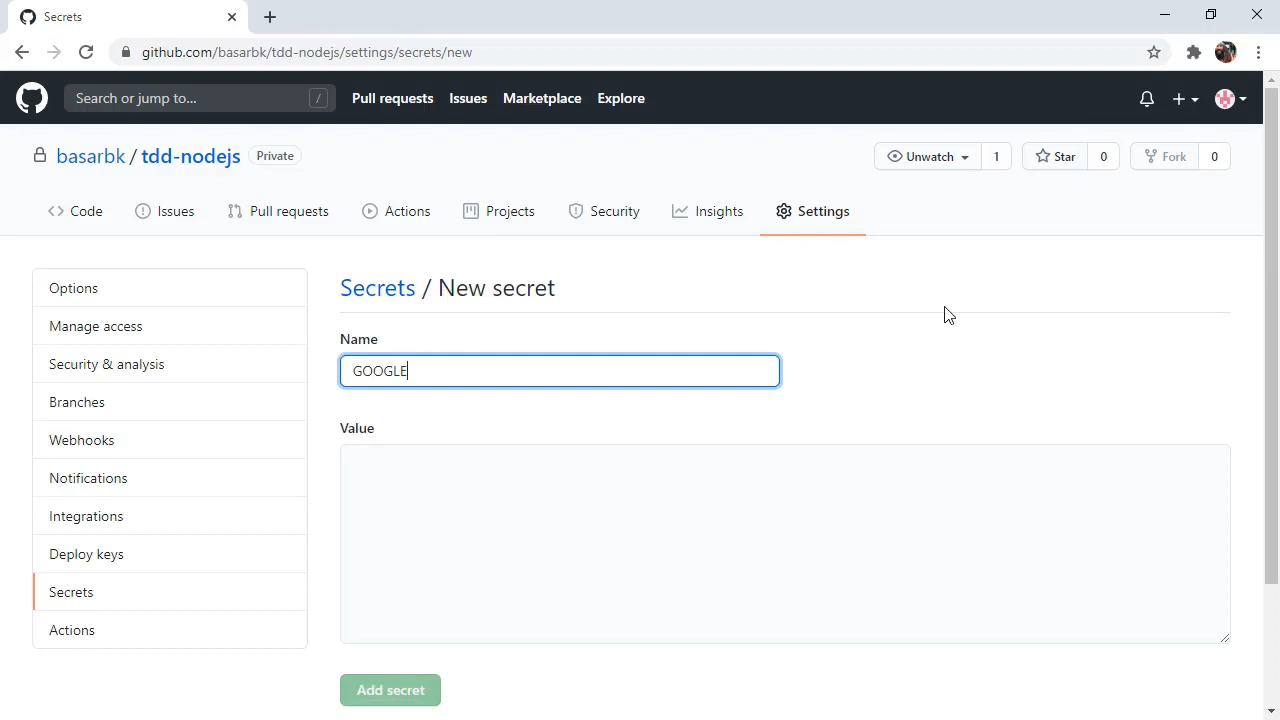 Secrets
github.com/basarbk/tdd-nodejs/settings/secrets/new
Search or jump to... /
Pull requests Issues Marketplace Explore
basarbk / tdd-nodejs Private
Unwatch 1 Star 0 Fork 0
Code Issues Pull requests Actions Projects Security Insights Settings
Options
Manage access
Security & analysis
Branches
Webhooks
Notifications
Integrations
Deploy keys
Secrets
Actions
Secrets / New secret
Name
GOOGLE
Value
Add secret